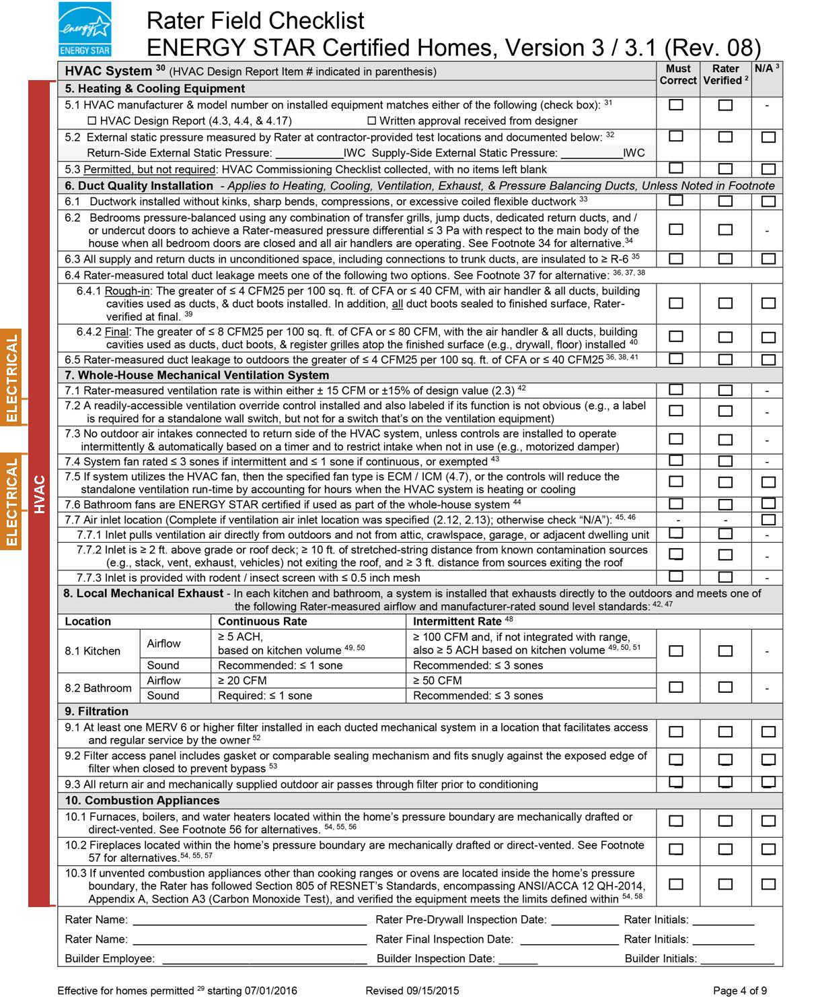 energy
ENERGY STAR
Rater Field Checklist
ENERGY STAR Certified Homes, Version 3 / 3.1 (Rev. 08)
HVAC System 30 (HVAC Design Report Item # indicated in parenthesis)
Must Correct
Rater Verified 2
N/A 3
5. Heating & Cooling Equipment
5.1 HVAC manufacturer & model number on installed equipment matches either of the following (check box): 31
☐ HVAC Design Report (4.3, 4.4, & 4.17) ☐ Written approval received from designer
☐ ☐ -
5.2 External static pressure measured by Rater at contractor-provided test locations and documented below: 32
Return-Side External Static Pressure: __________IWC Supply-Side External Static Pressure: __________IWC
☐ ☐ ☐
5.3 Permitted, but not required: HVAC Commissioning Checklist collected, with no items left blank ☐ ☐ ☐
6. Duct Quality Installation - Applies to Heating, Cooling, Ventilation, Exhaust, & Pressure Balancing Ducts, Unless Noted in Footnote
6.1 Ductwork installed without kinks, sharp bends, compressions, or excessive coiled flexible ductwork 33 ☐ ☐ ☐
6.2 Bedrooms pressure-balanced using any combination of transfer grills, jump ducts, dedicated return ducts, and /
or undercut doors to achieve a Rater-measured pressure differential ≤ 3 Pa with respect to the main body of the
house when all bedroom doors are closed and all air handlers are operating. See Footnote 34 for alternative.34
☐ ☐ -
6.3 All supply and return ducts in unconditioned space, including connections to trunk ducts, are insulated to ≥ R-6 35 ☐ ☐ ☐
6.4 Rater-measured total duct leakage meets one of the following two options. See Footnote 37 for alternative: 36, 37, 38
6.4.1 Rough-in: The greater of ≤ 4 CFM25 per 100 sq. ft. of CFA or ≤ 40 CFM, with air handler & all ducts, building
cavities used as ducts, & duct boots installed. In addition, all duct boots sealed to finished surface, Rater-
verified at final. 39
☐ ☐ ☐
6.4.2 Final: The greater of ≤ 8 CFM25 per 100 sq. ft. of CFA or ≤ 80 CFM, with the air handler & all ducts, building
cavities used as ducts, duct boots, & register grilles atop the finished surface (e.g., drywall, floor) installed 40
☐ ☐ ☐
6.5 Rater-measured duct leakage to outdoors the greater of ≤ 4 CFM25 per 100 sq. ft. of CFA or ≤ 40 CFM25 36, 38, 41 ☐ ☐ ☐
7. Whole-House Mechanical Ventilation System
7.1 Rater-measured ventilation rate is within either ± 15 CFM or ±15% of design value (2.3) 42 ☐ ☐ -
7.2 A readily-accessible ventilation override control installed and also labeled if its function is not obvious (e.g., a label
is required for a standalone wall switch, but not for a switch that's on the ventilation equipment)
☐ ☐ -
7.3 No outdoor air intakes connected to return side of the HVAC system, unless controls are installed to operate
intermittently & automatically based on a timer and to restrict intake when not in use (e.g., motorized damper)
☐ ☐ -
7.4 System fan rated ≤ 3 sones if intermittent and ≤ 1 sone if continuous, or exempted 43 ☐ ☐ -
7.5 If system utilizes the HVAC fan, then the specified fan type is ECM / ICM (4.7), or the controls will reduce the
standalone ventilation run-time by accounting for hours when the HVAC system is heating or cooling
☐ ☐ ☐
7.6 Bathroom fans are ENERGY STAR certified if used as part of the whole-house system 44 ☐ ☐ ☐
7.7 Air inlet location (Complete if ventilation air inlet location was specified (2.12, 2.13); otherwise check “N/A”): 45, 46 - - ☐
7.7.1 Inlet pulls ventilation air directly from outdoors and not from attic, crawlspace, garage, or adjacent dwelling unit ☐ ☐ -
7.7.2 Inlet is ≥ 2 ft. above grade or roof deck; ≥ 10 ft. of stretched-string distance from known contamination sources
(e.g., stack, vent, exhaust, vehicles) not exiting the roof, and ≥ 3 ft. distance from sources exiting the roof
☐ ☐ -
7.7.3 Inlet is provided with rodent / insect screen with ≤ 0.5 inch mesh ☐ ☐ -
8. Local Mechanical Exhaust - In each kitchen and bathroom, a system is installed that exhausts directly to the outdoors and meets one of
the following Rater-measured airflow and manufacturer-rated sound level standards: 42, 47
Location Continuous Rate Intermittent Rate 48
8.1 Kitchen
Airflow
≥ 5 ACH,
based on kitchen volume 49, 50
≥ 100 CFM and, if not integrated with range,
also ≥ 5 ACH based on kitchen volume 49, 50, 51
Sound Recommended: ≤ 1 sone Recommended: ≤ 3 sones
☐ ☐ -
8.2 Bathroom
Airflow ≥ 20 CFM ≥ 50 CFM
Sound Required: ≤ 1 sone Recommended: ≤ 3 sones
☐ ☐ -
9. Filtration
9.1 At least one MERV 6 or higher filter installed in each ducted mechanical system in a location that facilitates access
and regular service by the owner 52
☐ ☐ ☐
9.2 Filter access panel includes gasket or comparable sealing mechanism and fits snugly against the exposed edge of
filter when closed to prevent bypass 53
☐ ☐ ☐
9.3 All return air and mechanically supplied outdoor air passes through filter prior to conditioning ☐ ☐ ☐
10. Combustion Appliances
10.1 Furnaces, boilers, and water heaters located within the home's pressure boundary are mechanically drafted or
direct-vented. See Footnote 56 for alternatives. 54, 55, 56
☐ ☐ ☐
10.2 Fireplaces located within the home's pressure boundary are mechanically drafted or direct-vented. See Footnote
57 for alternatives.54, 55, 57
☐ ☐ ☐
10.3 If unvented combustion appliances other than cooking ranges or ovens are located inside the home's pressure
boundary, the Rater has followed Section 805 of RESNET's Standards, encompassing ANSI/ACCA 12 QH-2014,
Appendix A, Section A3 (Carbon Monoxide Test), and verified the equipment meets the limits defined within 54, 58
☐ ☐ ☐
Rater Name: __________ Rater Pre-Drywall Inspection Date: __________ Rater Initials: __________
Rater Name: __________ Rater Final Inspection Date: __________ Rater Initials: __________
Builder Employee: __________ Builder Inspection Date: ______ Builder Initials: __________
Effective for homes permitted 29 starting 07/01/2016 Revised 09/15/2015 Page 4 of 9
ELECTRICAL
ELECTRICAL
HVAC